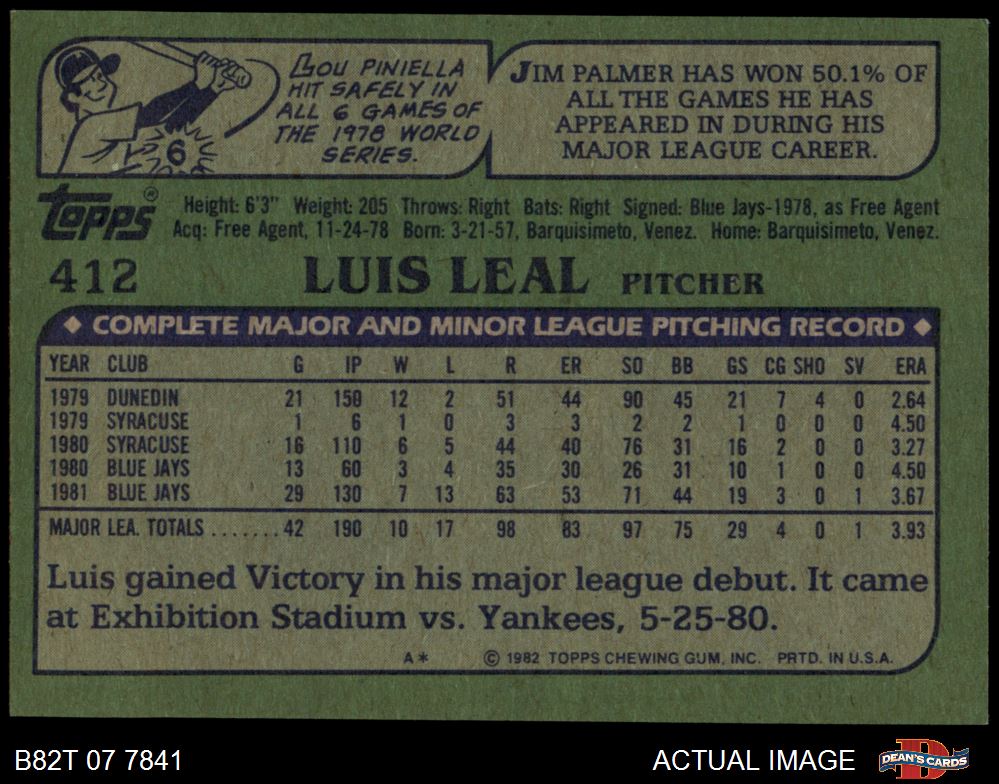 LOU PINIELLA
HIT SAFELY IN
ALL 6 GAMES OF
THE 1978 WORLD
SERIES.
6
JIM PALMER HAS WON 50.1% OF
ALL THE GAMES HE HAS
APPEARED IN DURING HIS
MAJOR LEAGUE CAREER.
Topps®
Height: 6'3" Weight: 205 Throws: Right Bats: Right Signed: Blue Jays-1978, as Free Agent
Acq: Free Agent, 11-24-78 Born: 3-21-57, Barquisimeto, Venez. Home: Barquisimeto, Venez.
412 LUIS LEAL PITCHER
◆ COMPLETE MAJOR AND MINOR LEAGUE PITCHING RECORD ◆
YEAR CLUB G IP W L R ER SO BB GS CG SHO SV ERA
1979 DUNEDIN 21 150 12 2 51 44 90 45 21 7 4 0 2.64
1979 SYRACUSE 1 6 1 0 3 3 2 2 1 0 0 0 4.50
1980 SYRACUSE 16 110 6 5 44 40 76 31 16 2 0 0 3.27
1980 BLUE JAYS 13 60 3 4 35 30 26 31 10 1 0 0 4.50
1981 BLUE JAYS 29 130 7 13 63 53 71 44 19 3 0 1 3.67
MAJOR LEA. TOTALS ....... 42 190 10 17 98 83 97 75 29 4 0 1 3.93
Luis gained Victory in his major league debut. It came
at Exhibition Stadium vs. Yankees, 5-25-80.
A* © 1982 TOPPS CHEWING GUM, INC. PRTD. IN U.S.A.
B82T 07 7841 ACTUAL IMAGE D DEAN'S CARDS